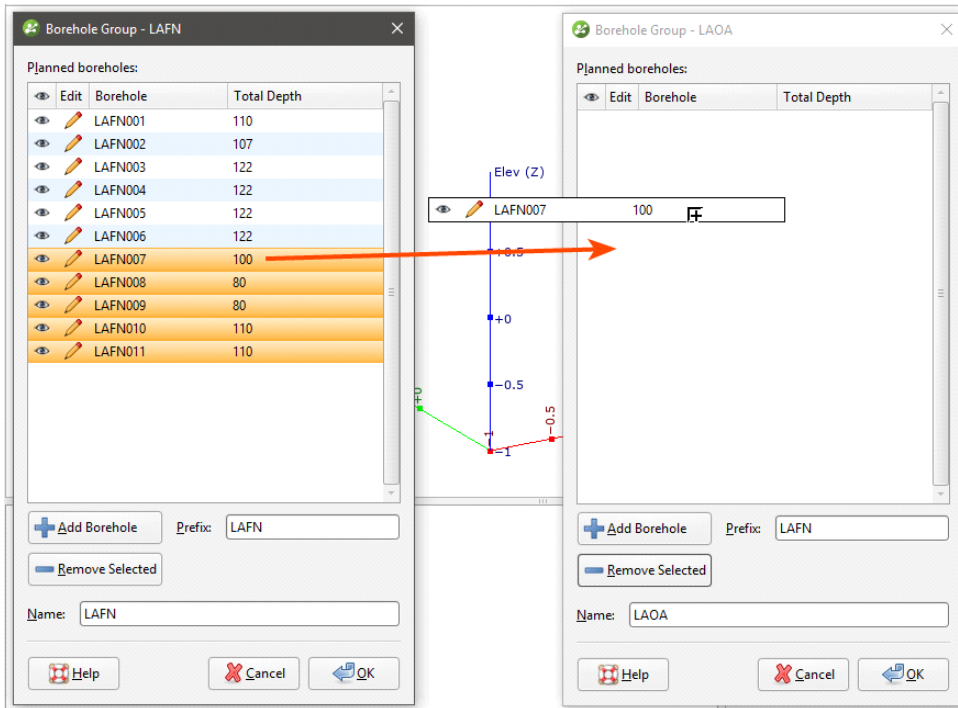 Borehole Group - LAFN
Planned boreholes:
Edit Borehole Total Depth
LAFN001 110
LAFN002 107
LAFN003 122
LAFN004 122
LAFN005 122
LAFN006 122
LAFN007 100
LAFN008 80
LAFN009 80
LAFN010 110
LAFN011 110
Add Borehole Prefix: LAFN
Remove Selected
Name: LAFN
Help Cancel OK
Elev (Z)
LAFN007 100
+0.5
+0
-0.5
-1
+0
-1
-0.5
Borehole Group - LAOA
Planned boreholes:
Edit Borehole Total Depth
Add Borehole Prefix: LAFN
Remove Selected
Name: LAOA
Help Cancel OK